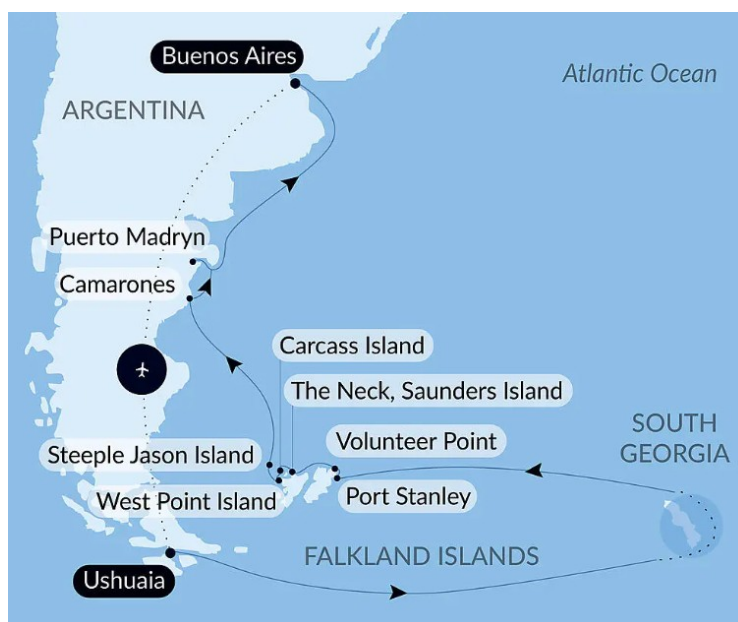 Buenos Aires
Atlantic Ocean
ARGENTINA
Puerto Madryn
Camarones
Carcass Island
The Neck, Saunders Island
SOUTH
GEORGIA
Volunteer Point
Steeple Jason Island
West Point Island
Port Stanley
FALKLAND ISLANDS
Ushuaia